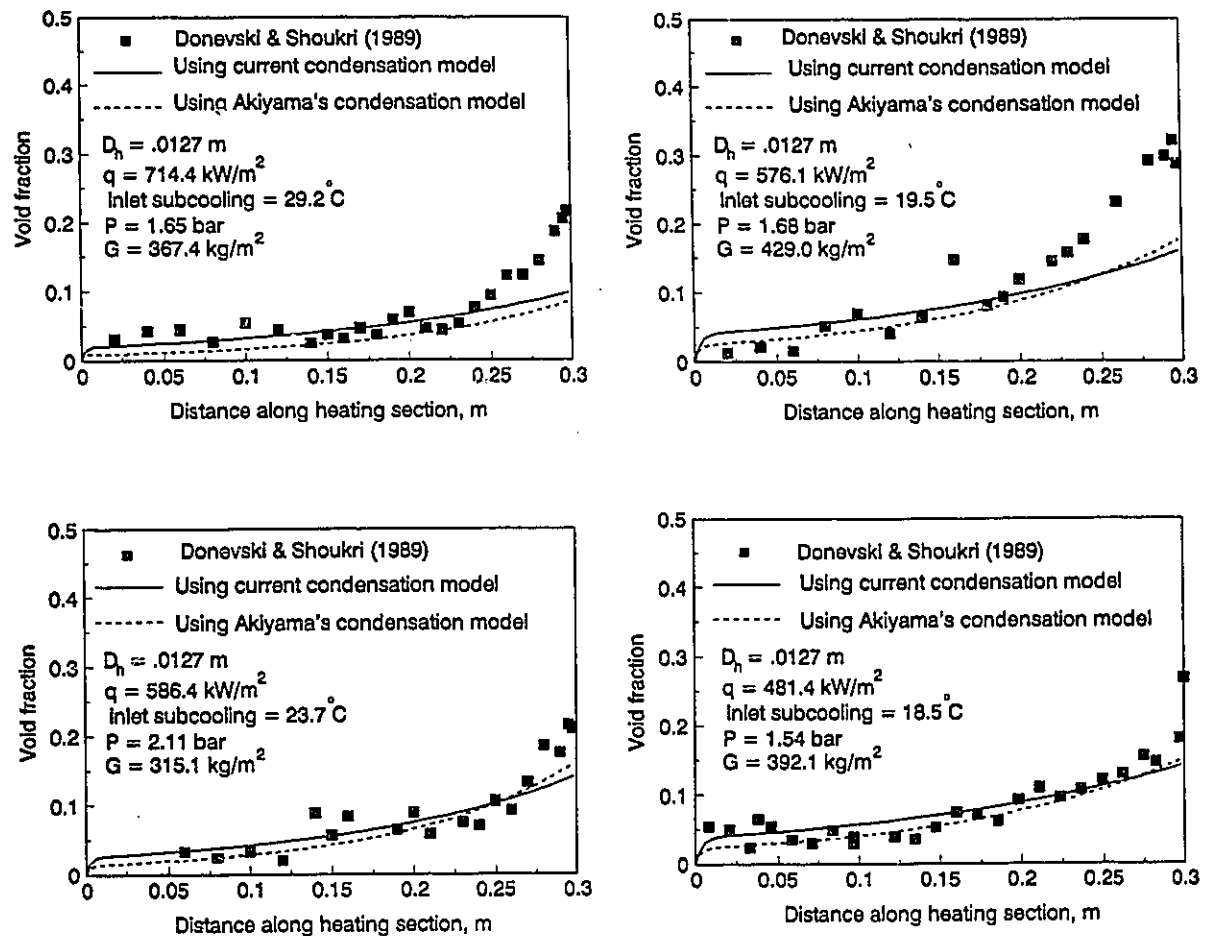 0.5
Donevski & Shoukri (1989)
Using current condensation model
Using Akiyama's condensation model
0.4
0.3
0.2
0.1
0
Void fraction
D_h = .0127 m
q = 714.4 kW/m²
Inlet subcooling = 29.2°C
P = 1.65 bar
G = 367.4 kg/m²
0 0.05 0.1 0.15 0.2 0.25 0.3
Distance along heating section, m
0.5
Donevski & Shoukri (1989)
Using current condensation model
Using Akiyama's condensation model
0.4
0.3
0.2
0.1
0
Void fraction
D_h = .0127 m
q = 576.1 kW/m²
Inlet subcooling = 19.5°C
P = 1.68 bar
G = 429.0 kg/m²
0 0.05 0.1 0.15 0.2 0.25 0.3
Distance along heating section, m
0.5
Donevski & Shoukri (1989)
Using current condensation model
Using Akiyama's condensation model
0.4
0.3
0.2
0.1
0
Void fraction
D_h = .0127 m
q = 586.4 kW/m²
Inlet subcooling = 23.7°C
P = 2.11 bar
G = 315.1 kg/m²
0 0.05 0.1 0.15 0.2 0.25 0.3
Distance along heating section, m
0.5
Donevski & Shoukri (1989)
Using current condensation model
Using Akiyama's condensation model
0.4
0.3
0.2
0.1
0
Void fraction
D_h = .0127 m
q = 481.4 kW/m²
Inlet subcooling = 18.5°C
P = 1.54 bar
G = 392.1 kg/m²
0 0.05 0.1 0.15 0.2 0.25 0.3
Distance along heating section, m